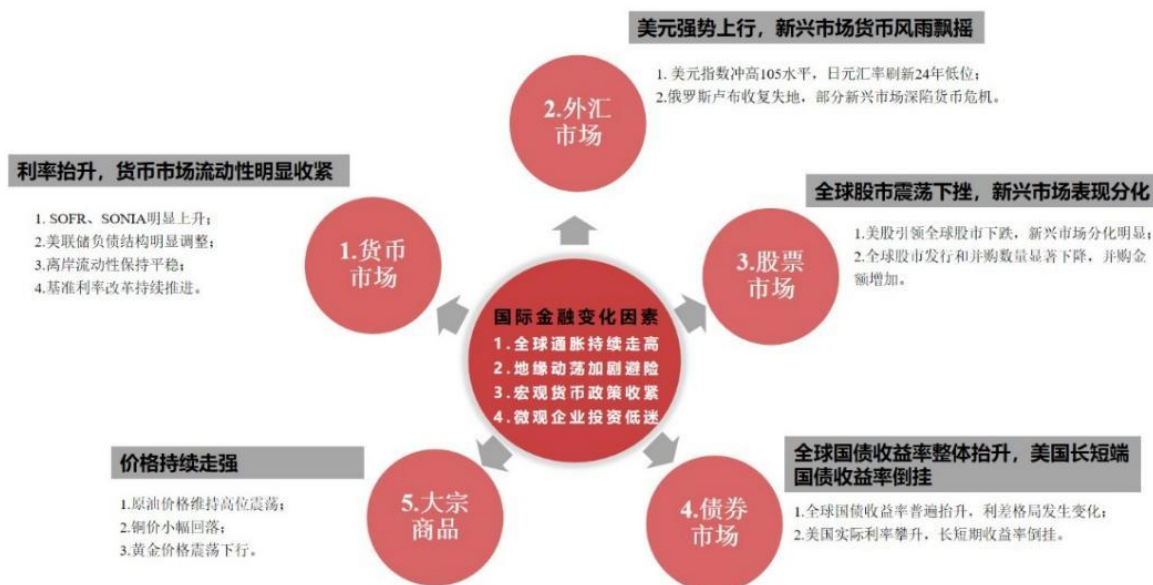 美元强势上行，新兴市场货币风雨飘摇
1. 美元指数冲高105水平，日元汇率刷新24年低位；
2.俄罗斯卢布收复失地，部分新兴市场深陷货币危机。
2.外汇
市场
利率抬升，货币市场流动性明显收紧
1. SOFR、SONIA明显上升；
2.美联储负债结构明显调整；
3.离岸流动性保持平稳；
4.基准利率改革持续推进。
1.货币
市场
全球股市震荡下挫，新兴市场表现分化
1.美股引领全球股市下跌，新兴市场分化明显；
2.全球股市发行和并购数量显著下降，并购金
额增加。
3.股票
市场
国际金融变化因素
1.全球通胀持续走高
2.地缘动荡加剧避险
3.宏观货币政策收紧
4.微观企业投资低迷
价格持续走强
1.原油价格维持高位震荡；
2.铜价小幅回落；
3.黄金价格震荡下行。
5.大宗
商品
全球国债收益率整体抬升，美国长短端
国债收益率倒挂
1.全球国债收益率普遍抬升，利差格局发生变化；
2.美国实际利率攀升，长短期收益率倒挂。
4.债券
市场